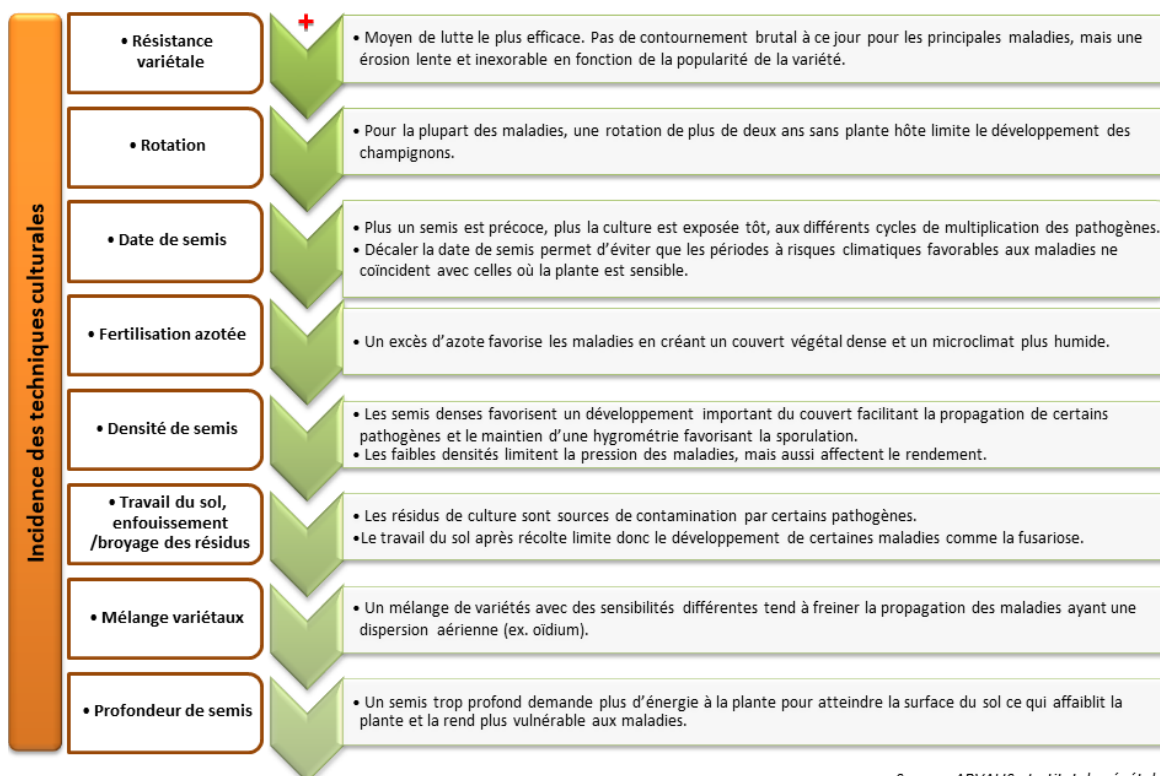 Incidence des techniques culturales
+
• Résistance
variétale
• Moyen de lutte le plus efficace. Pas de contournement brutal à ce jour pour les principales maladies, mais une
érosion lente et inexorable en fonction de la popularité de la variété.
• Rotation
• Pour la plupart des maladies, une rotation de plus de deux ans sans plante hôte limite le développement des
champignons.
• Date de semis
• Plus un semis est précoce, plus la culture est exposée tôt, aux différents cycles de multiplication des pathogènes.
• Décaler la date de semis permet d’éviter que les périodes à risques climatiques favorables aux maladies ne
coïncident avec celles où la plante est sensible.
• Fertilisation azotée
• Un excès d’azote favorise les maladies en créant un couvert végétal dense et un microclimat plus humide.
• Densité de semis
• Les semis denses favorisent un développement important du couvert facilitant la propagation de certains
pathogènes et le maintien d’une hygrométrie favorisant la sporulation.
• Les faibles densités limitent la pression des maladies, mais aussi affectent le rendement.
• Travail du sol,
enfouissement
/broyage des résidus
• Les résidus de culture sont sources de contamination par certains pathogènes.
•Le travail du sol après récolte limite donc le développement de certaines maladies comme la fusariose.
• Mélange variétaux
• Un mélange de variétés avec des sensibilités différentes tend à freiner la propagation des maladies ayant une
dispersion aérienne (ex. oïdium).
• Profondeur de semis
• Un semis trop profond demande plus d’énergie à la plante pour atteindre la surface du sol ce qui affaiblit la
plante et la rend plus vulnérable aux maladies.